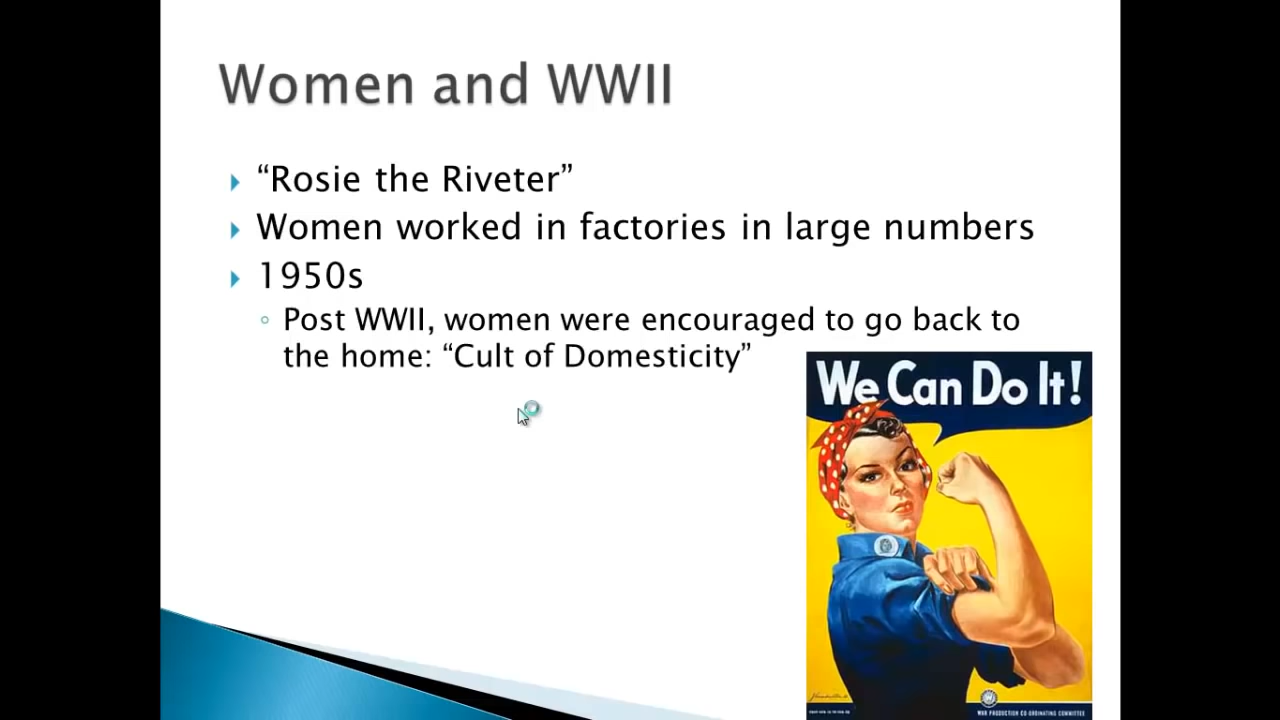 Women and WWII
“Rosie the Riveter”
Women worked in factories in large numbers
1950s
Post WWII, women were encouraged to go back to
the home: “Cult of Domesticity”
We Can Do It!
WAR PRODUCTION CO-ORDINATING COMMITTEE